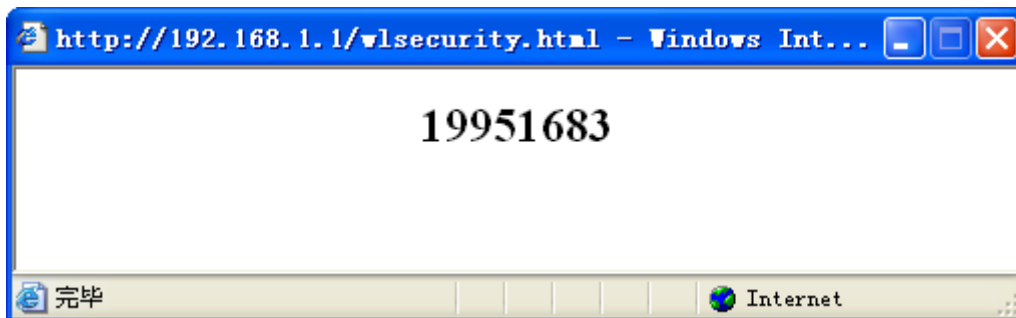 http://192.168.1.1/wlsecurity.html - Windows Int...
19951683
完毕
Internet